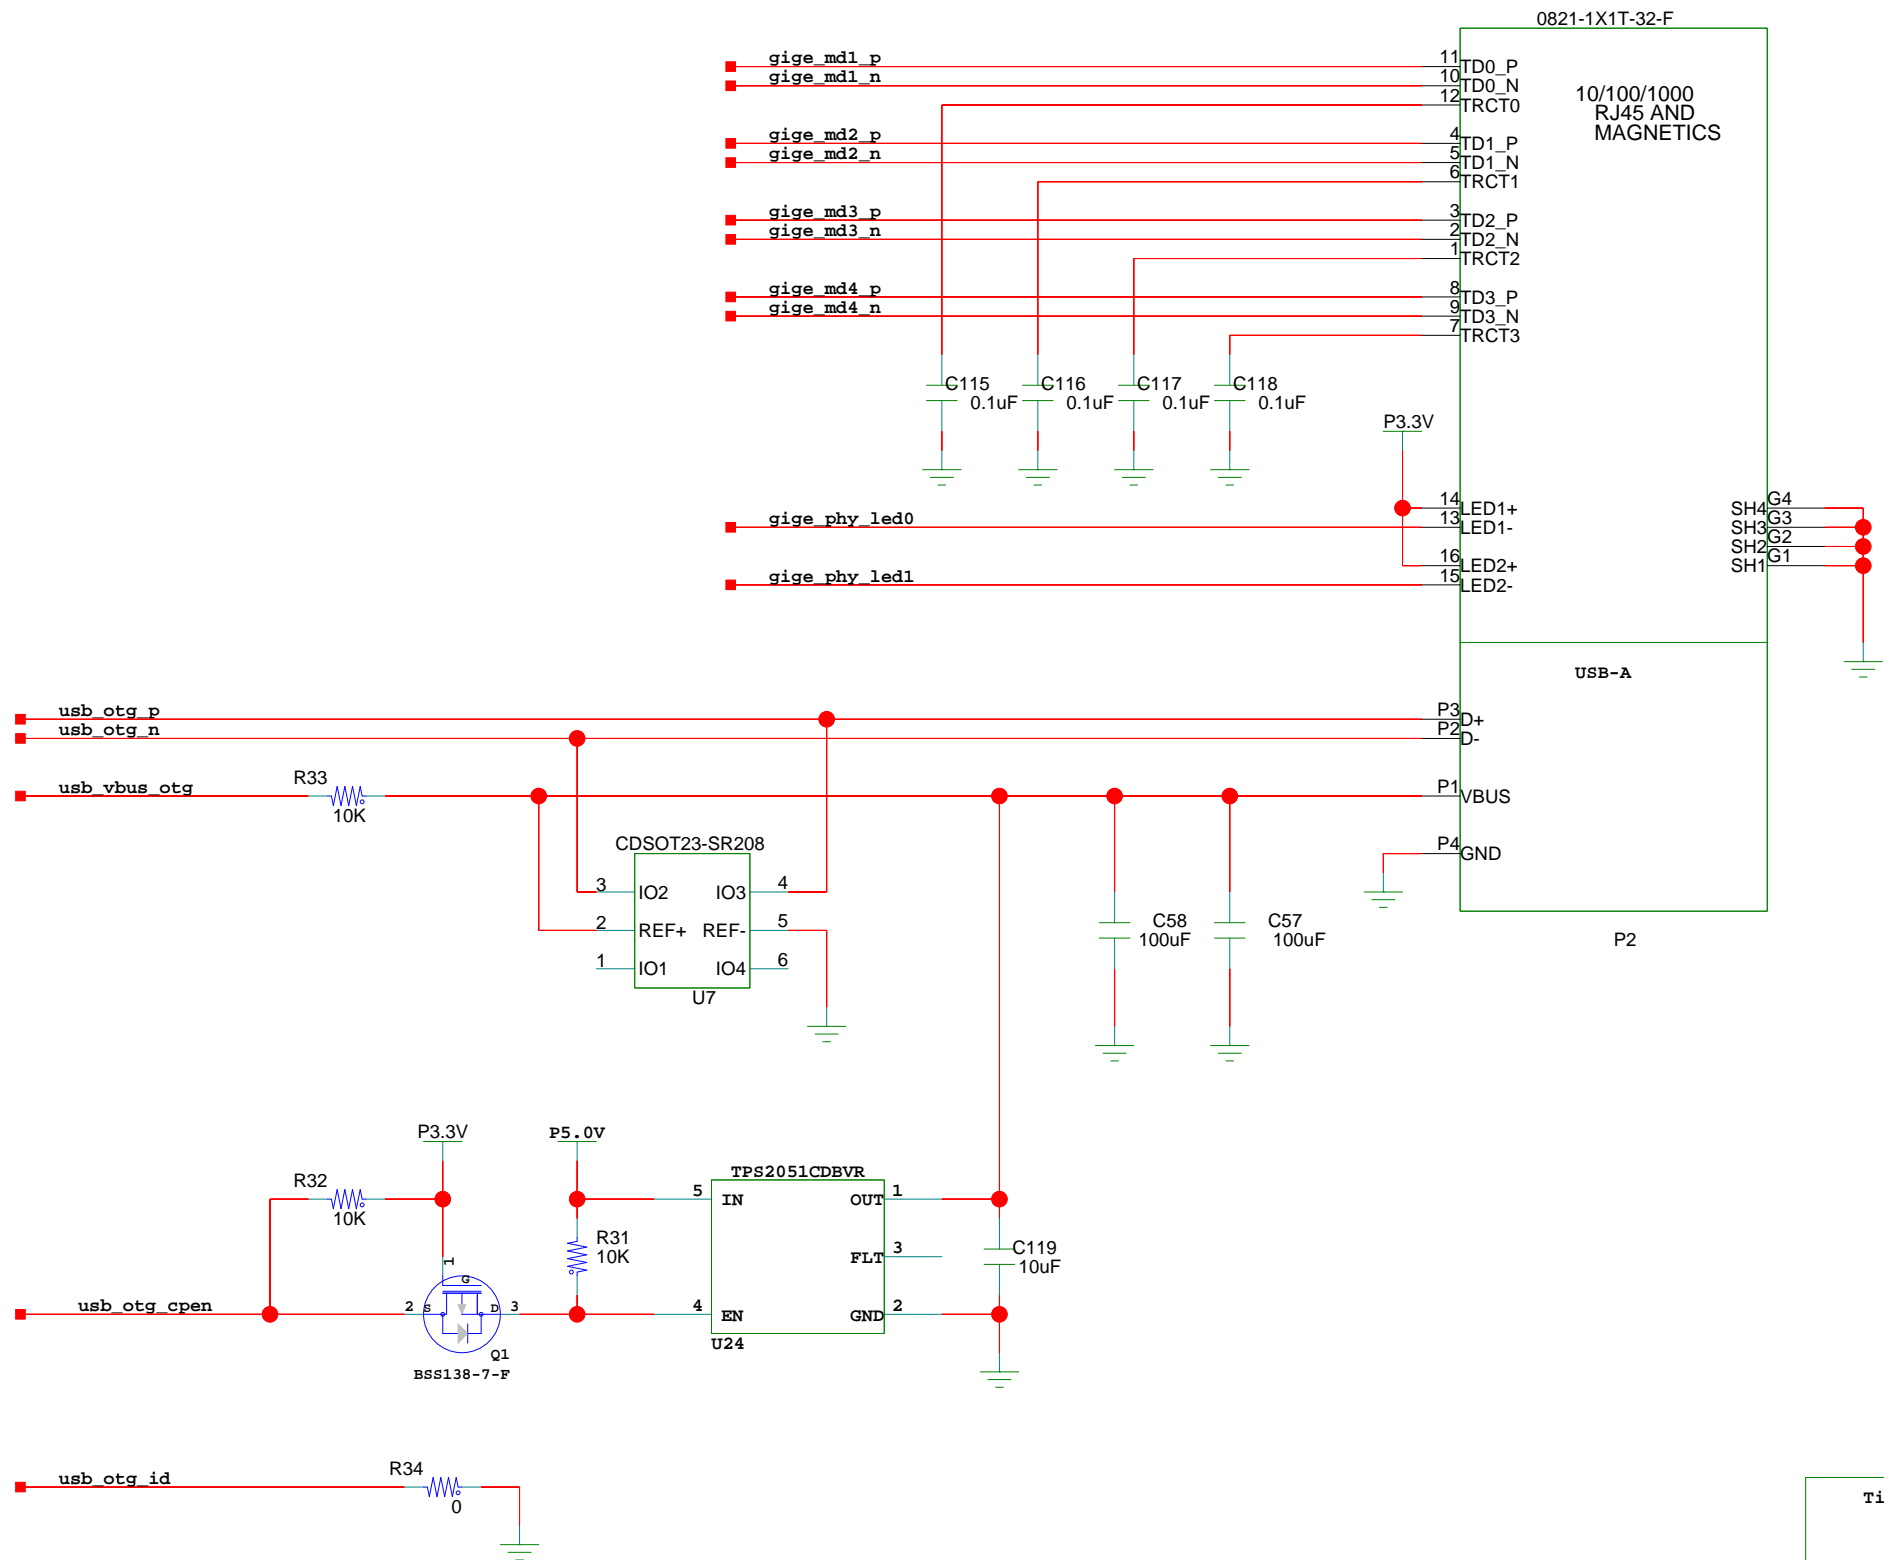 0821-1X1T-32-F
gige_md1_p
11
TD0_P
gige_md1_n
10
TD0_N
12
TRCT0
10/100/1000
RJ45 AND
MAGNETICS
gige_md2_p
4
TD1_P
gige_md2_n
5
TD1_N
6
TRCT1
gige_md3_p
3
TD2_P
gige_md3_n
2
TD2_N
1
TRCT2
gige_md4_p
8
TD3_P
gige_md4_n
9
TD3_N
7
TRCT3
C115
0.1uF
C116
0.1uF
C117
0.1uF
C118
0.1uF
P3.3V
14
LED1+
gige_phy_led0
13
LED1-
16
LED2+
gige_phy_led1
15
LED2-
SH4
G4
SH3
G3
SH2
G2
SH1
G1
USB-A
usb_otg_p
P3
D+
usb_otg_n
P2
D-
usb_vbus_otg
R33
10K
P1
VBUS
P4
GND
CDSOT23-SR208
3
IO2
IO3
4
2
REF+
REF-
5
1
IO1
IO4
6
U7
C58
100uF
C57
100uF
P2
P3.3V
P5.0V
R32
10K
R31
10K
TPS2051CDBVR
5
IN
OUT
1
FLT
3
4
EN
GND
2
U24
C119
10uF
usb_otg_cpen
1
G
2
S
D
3
Q1
BSS138-7-F
usb_otg_id
R34
0
Ti